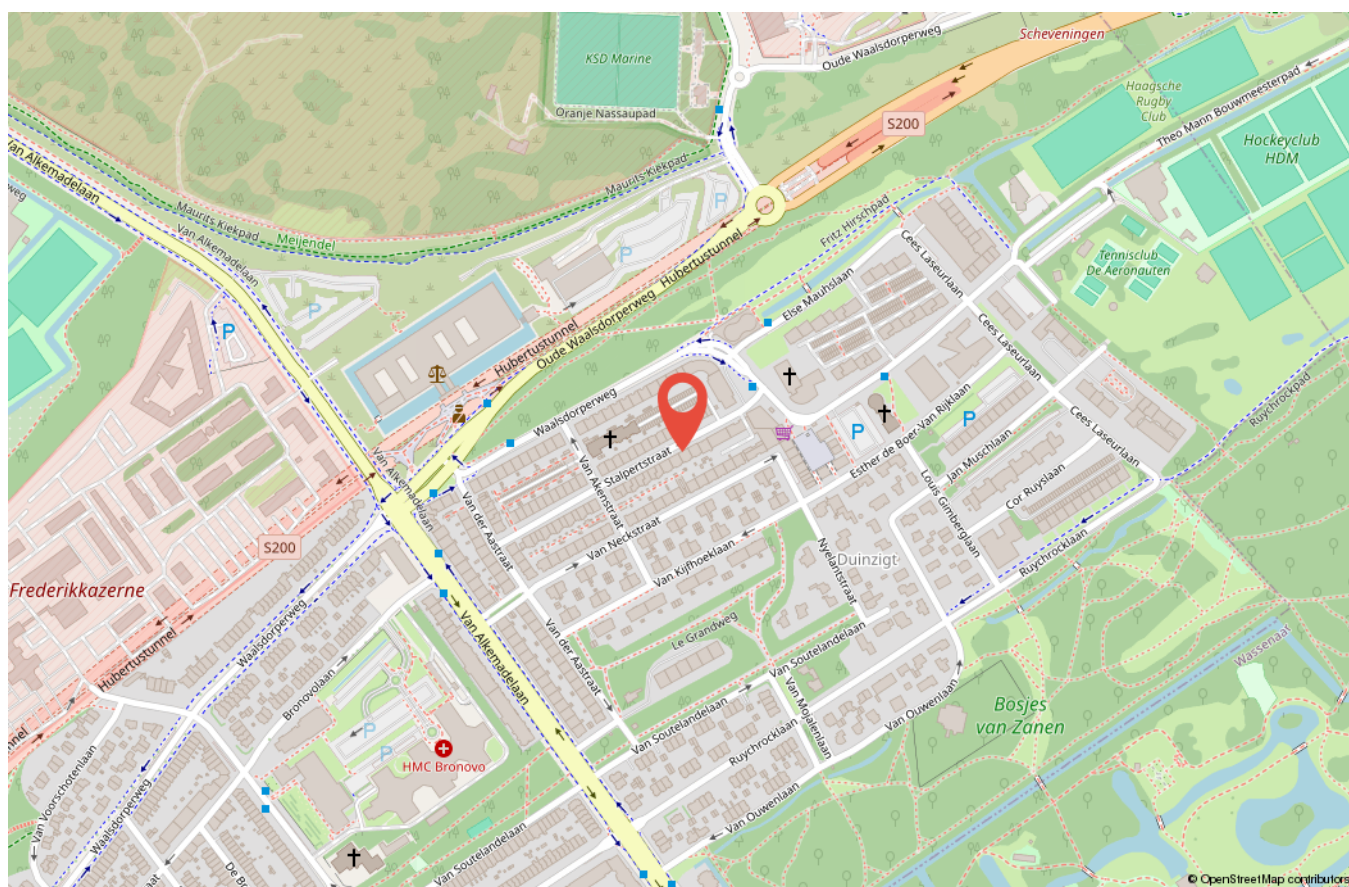 KSD Marine
Oude Waalsdorperweg
Scheveningen
Oranje Nassaupad
Haagsche
Rugby
Club
Theo Mann Bouwmeesterpad
S200
Hockeyclub
HDM
Van Alkemadelaan
weg
Maurits Kiekpad
Maurits Kiekpad
Meijendel
Van Alkemadelaan
P
P
P
P
Fritz Hirschpad
Cees Laseurlaan
Tennisclub
De Aeronauten
Hubertustunnel
Oude Waalsdorperweg
Else Mauhslaan
Hubertustunnel
Cees Laseurlaan
Waalsdorperweg
Esther de Boer-Van Rijklaan
P
P
Ruychrockpad
Ruychrockpad
Cees Laseurlaan
Jan Muschlaan
Stalpertstraat
Van Akenstraat
Van Alkemadelaan
Van der Aastraat
Louis Gimberglaan
Cor Ruyslaan
S200
Van Neckstraat
Van Kijfhoeklaan
Nyelantstraat
Duinzigt
Ruychrocklaan
Frederikkazerne
Waalsdorperweg
Hubertustunnel
Van Alkemadelaan
Van der Aastraat
Le Grandweg
Van Soutelandelaan
Wassenaar
Bronovolaan
Van Mojalenlaan
Van Ouwenlaan
Bosjes
van Zanen
Van Soutelandelaan
Ruychrocklaan
P
P
HMC Bronovo
nnel
Van Voorschotenlaan
Waalsdorperweg
Van Ouwenlaan
Van Soutelandelaan
De Br
© OpenStreetMap contributors